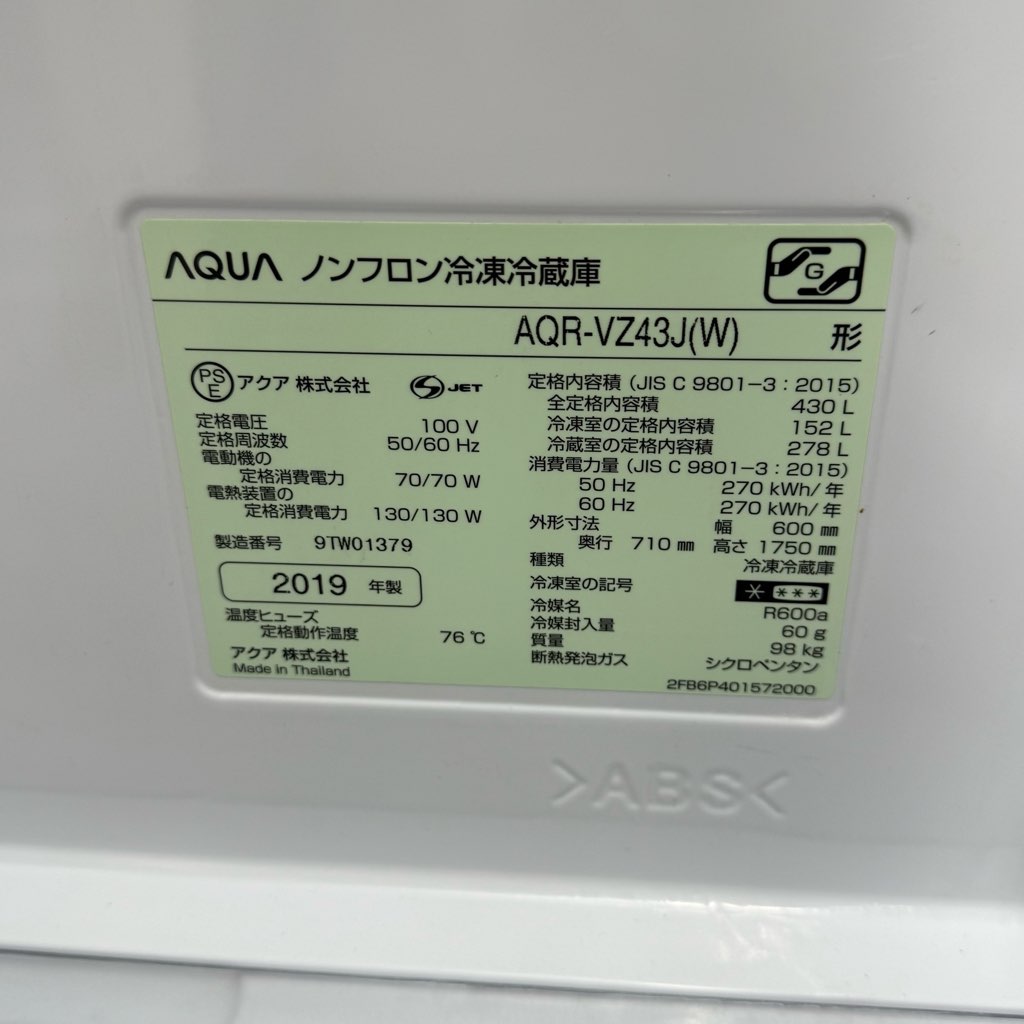 AQUA ノンフロン冷凍冷蔵庫
G
AQR-VZ43J(W) 形
PSE アクア 株式会社 S JET
定格電圧 100 V
定格周波数 50/60 Hz
電動機の
定格消費電力 70/70 W
電熱装置の
定格消費電力 130/130 W
製造番号 9TW01379
2019 年製
温度ヒューズ
定格動作温度 76 ℃
アクア 株式会社
Made in Thailand
定格内容積 (JIS C 9801-3 : 2015)
全定格内容積 430 L
冷凍室の定格内容積 152 L
冷蔵室の定格内容積 278 L
消費電力量 (JIS C 9801-3 : 2015)
50 Hz 270 kWh/年
60 Hz 270 kWh/年
外形寸法 幅 600 ㎜
奥行 710 ㎜ 高さ 1750 ㎜
種類 冷凍冷蔵庫
冷凍室の記号 * ***
冷媒名 R600a
冷媒封入量 60 g
質量 98 kg
断熱発泡ガス シクロペンタン
2FB6P401572000
>ABS<